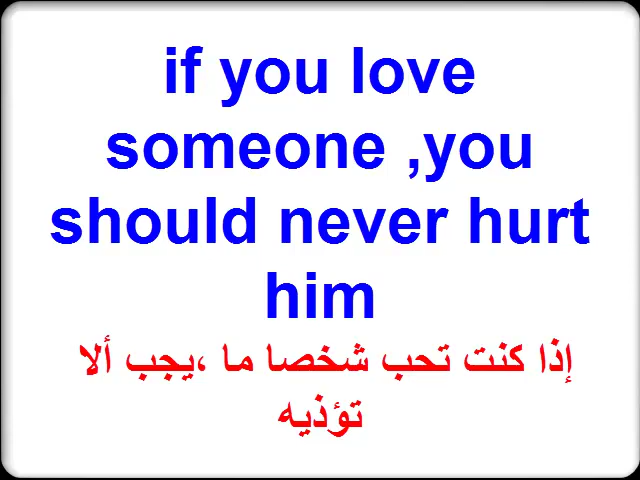 if you love
someone ,you
should never hurt
him
إذا كنت تحب شخصا ما ،يجب ألا
تؤذيه